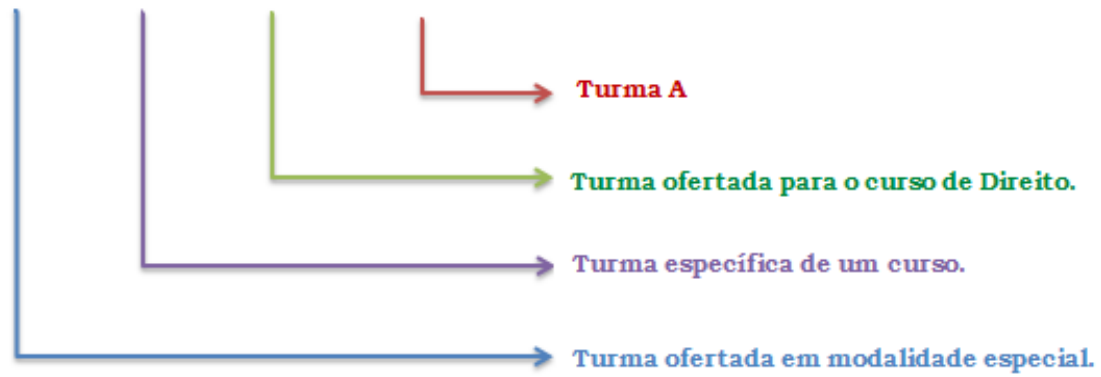 Turma A
Turma ofertada para o curso de Direito.
Turma específica de um curso.
Turma ofertada em modalidade especial.